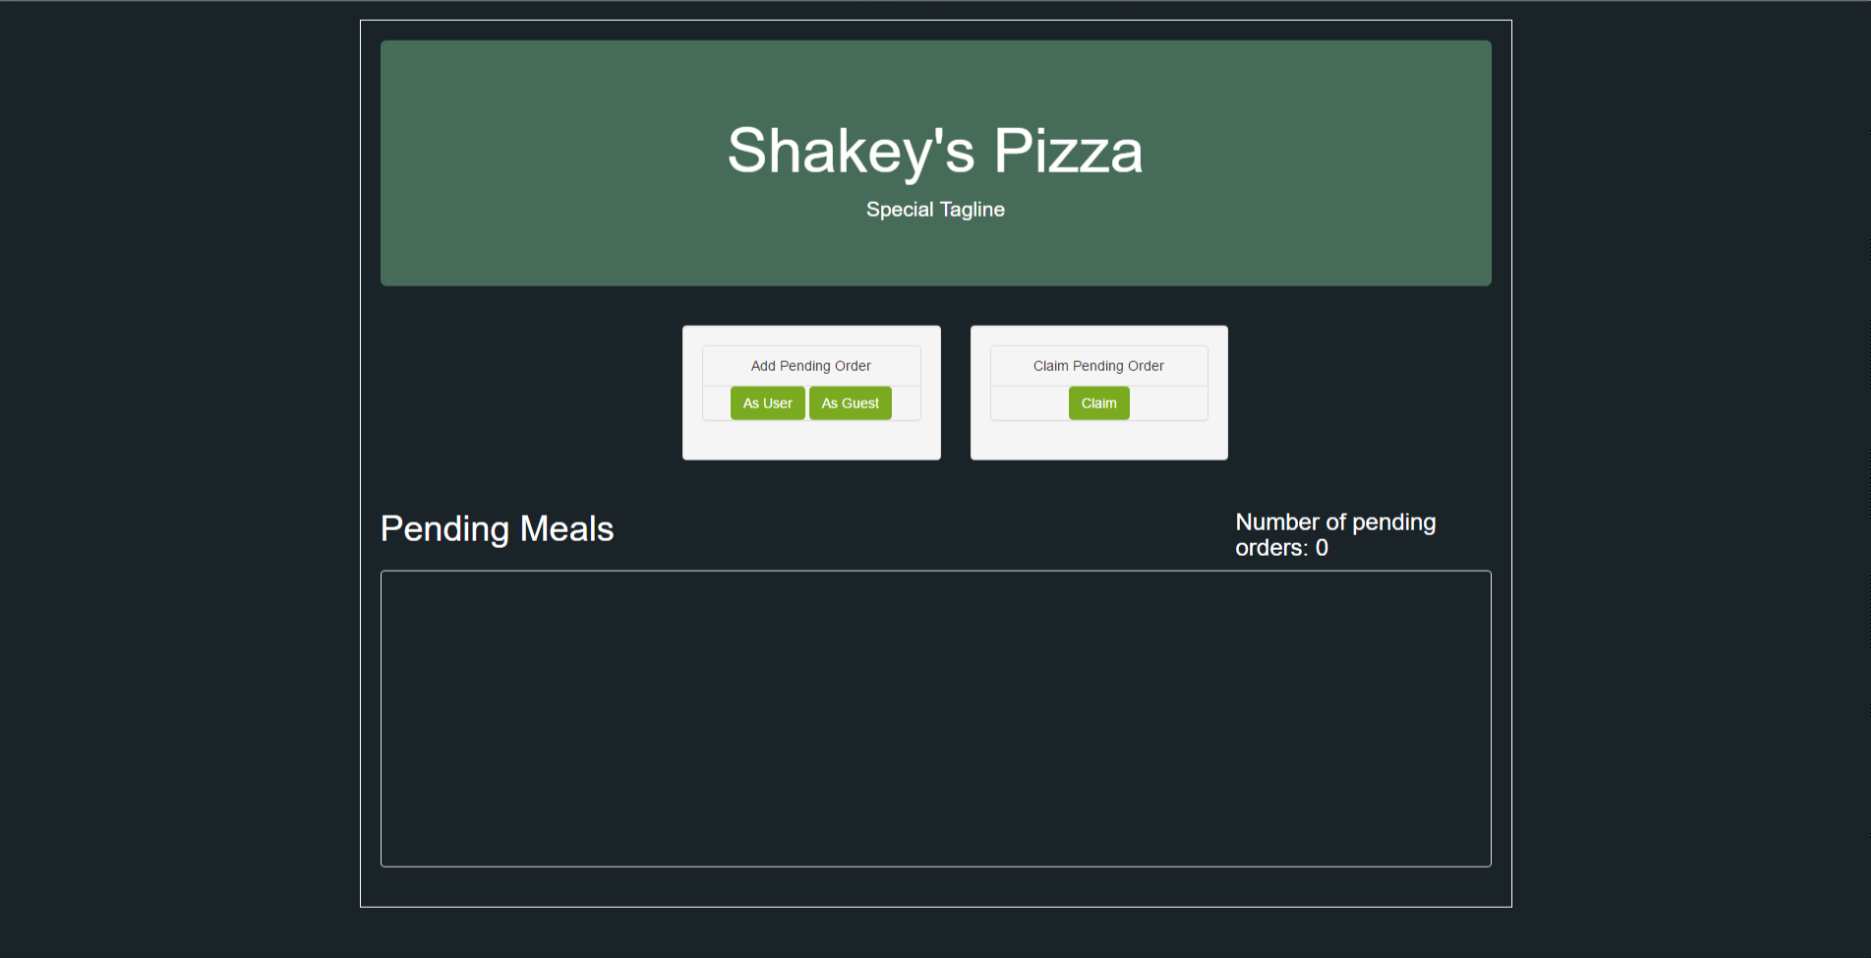 Shakey's Pizza
Special Tagline
Add Pending Order
As User As Guest
Claim Pending Order
Claim
Pending Meals
Number of pending
orders: 0